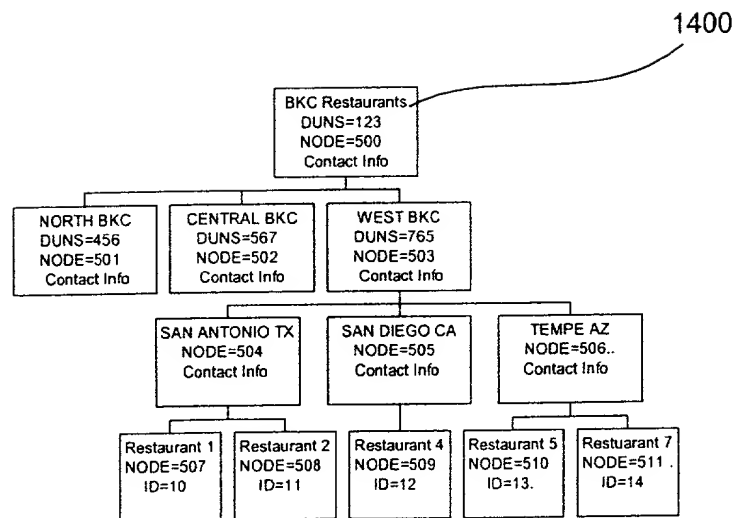 1400
BKC Restaurants
DUNS=123
NODE=500
Contact Info
NORTH BKC
DUNS=456
NODE=501
Contact Info
CENTRAL BKC
DUNS=567
NODE=502
Contact Info
WEST BKC
DUNS=765
NODE=503
Contact Info
SAN ANTONIO TX
NODE=504
Contact Info
SAN DIEGO CA
NODE=505
Contact Info
TEMPE AZ
NODE=506..
Contact Info
Restaurant 1
NODE=507
ID=10
Restaurant 2
NODE=508
ID=11
Restaurant 4
NODE=509
ID=12
Restaurant 5
NODE=510
ID=13.
Restuarant 7
NODE=511 .
ID=14